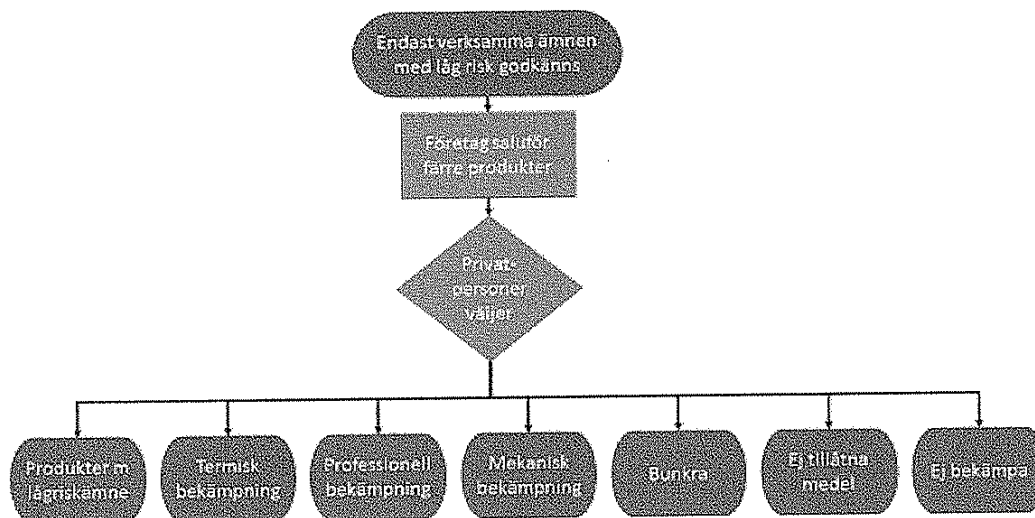 Endast verksamma ämnen
med låg risk godkänns
Företag saluför
färre produkter
Privat-
personer
väljer
Produkter m
lågriskämne
Termisk
bekämpning
Professionell
bekämpning
Mekanisk
bekämpning
Bunkra
Ej tillåtna
medel
Ej bekämpa